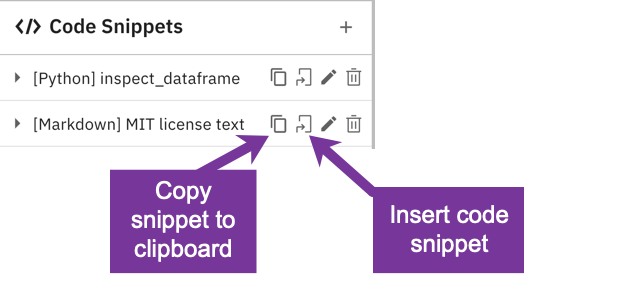 </> Code Snippets +
[Python] inspect_dataframe
[Markdown] MIT license text
Copy
snippet to
clipboard
Insert code
snippet